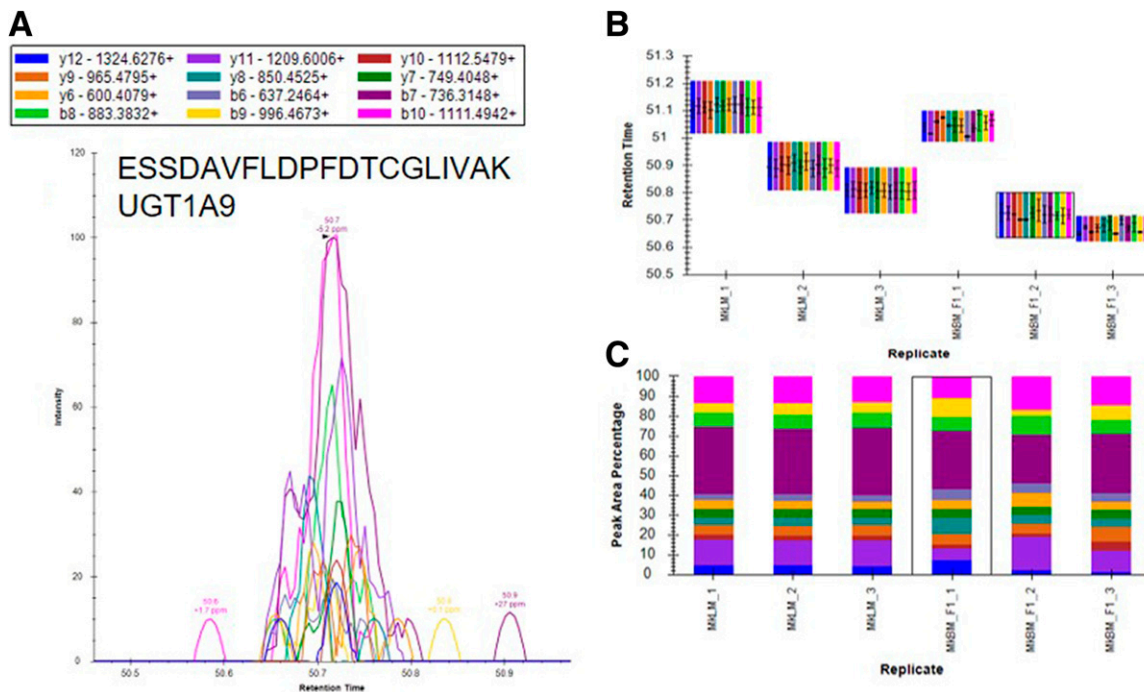 A
y12 - 1324.6276+ y11 - 1209.6006+ y10 - 1112.5479+
y9 - 965.4795+ y8 - 850.4525+ y7 - 749.4048+
y6 - 600.4079+ b6 - 637.2464+ b7 - 736.3148+
b8 - 883.3832+ b9 - 996.4673+ b10 - 1111.4942+
ESSDAVFLDPFDTCGLIVAK
UGT1A9
120
100
80
60
40
20
0
Intensity
50.7
-5.2 ppm
50.6
+1.7 ppm
50.9
+27 ppm
50.5 50.6 50.7 50.8 50.9
Retention Time
B
51.3
51.2
51.1
51
50.9
50.8
50.7
50.6
50.5
Retention Time
MkLM_1
MkLM_2
MkLM_3
MkBM_F1_1
MkBM_F1_2
MkBM_F1_3
Replicate
C
100
90
80
70
60
50
40
30
20
10
0
Peak Area Percentage
MkLM_1
MkLM_2
MkLM_3
MkBM_F1_1
MkBM_F1_2
MkBM_F1_3
Replicate